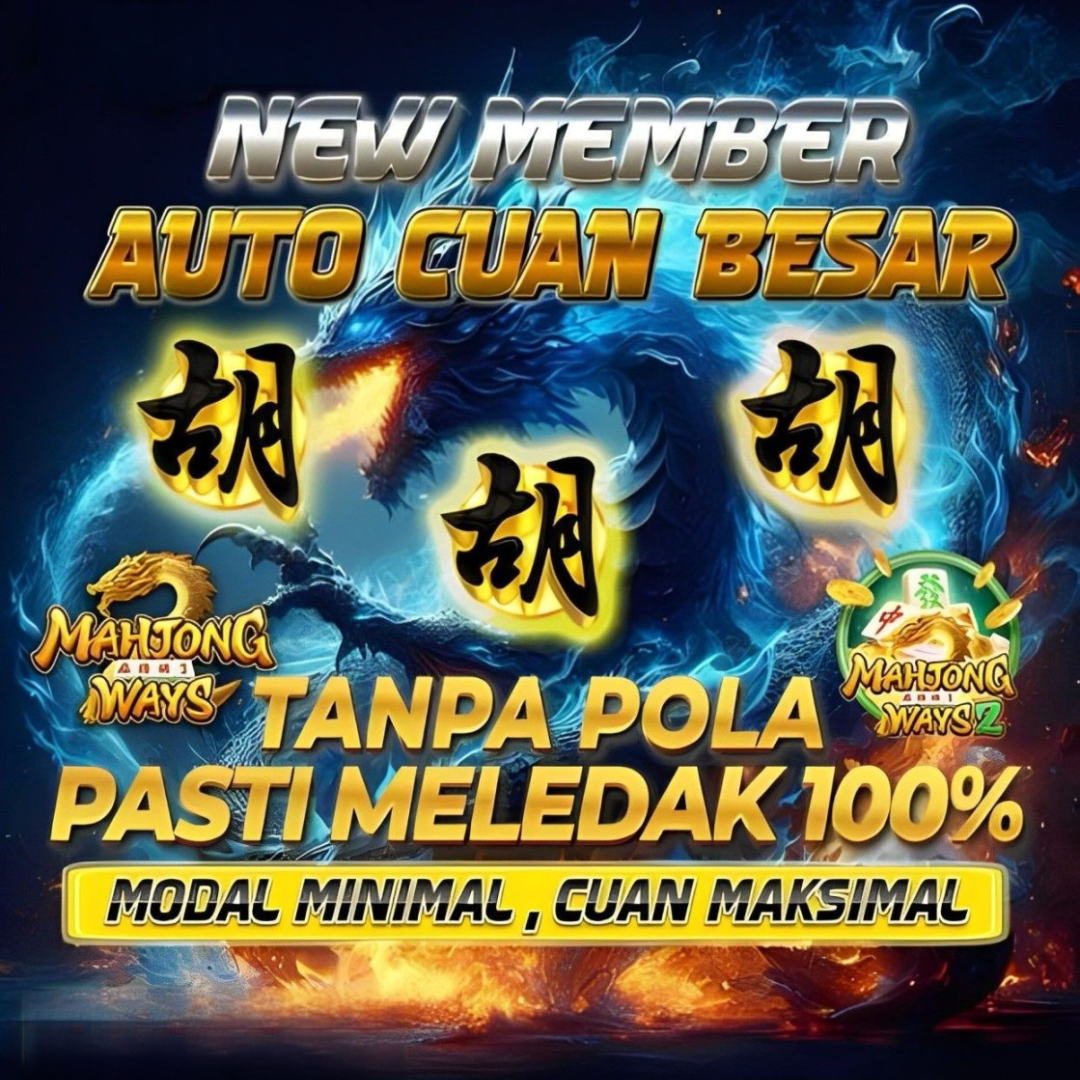 NEW MEMBER
AUTO CUAN BESAR
胡 胡
胡
MAHJONG
WAYS
發
中
MAHJONG
WAYS 2
TANPA POLA
PASTI MELEDAK 100%
MODAL MINIMAL , CUAN MAKSIMAL